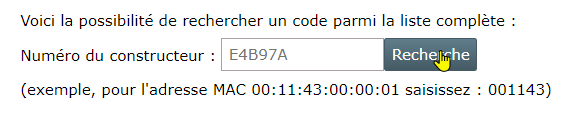 Voici la possibilité de rechercher un code parmi la liste complète :
Numéro du constructeur : E4B97A Recherche
(exemple, pour l'adresse MAC 00:11:43:00:00:01 saisissez : 001143)